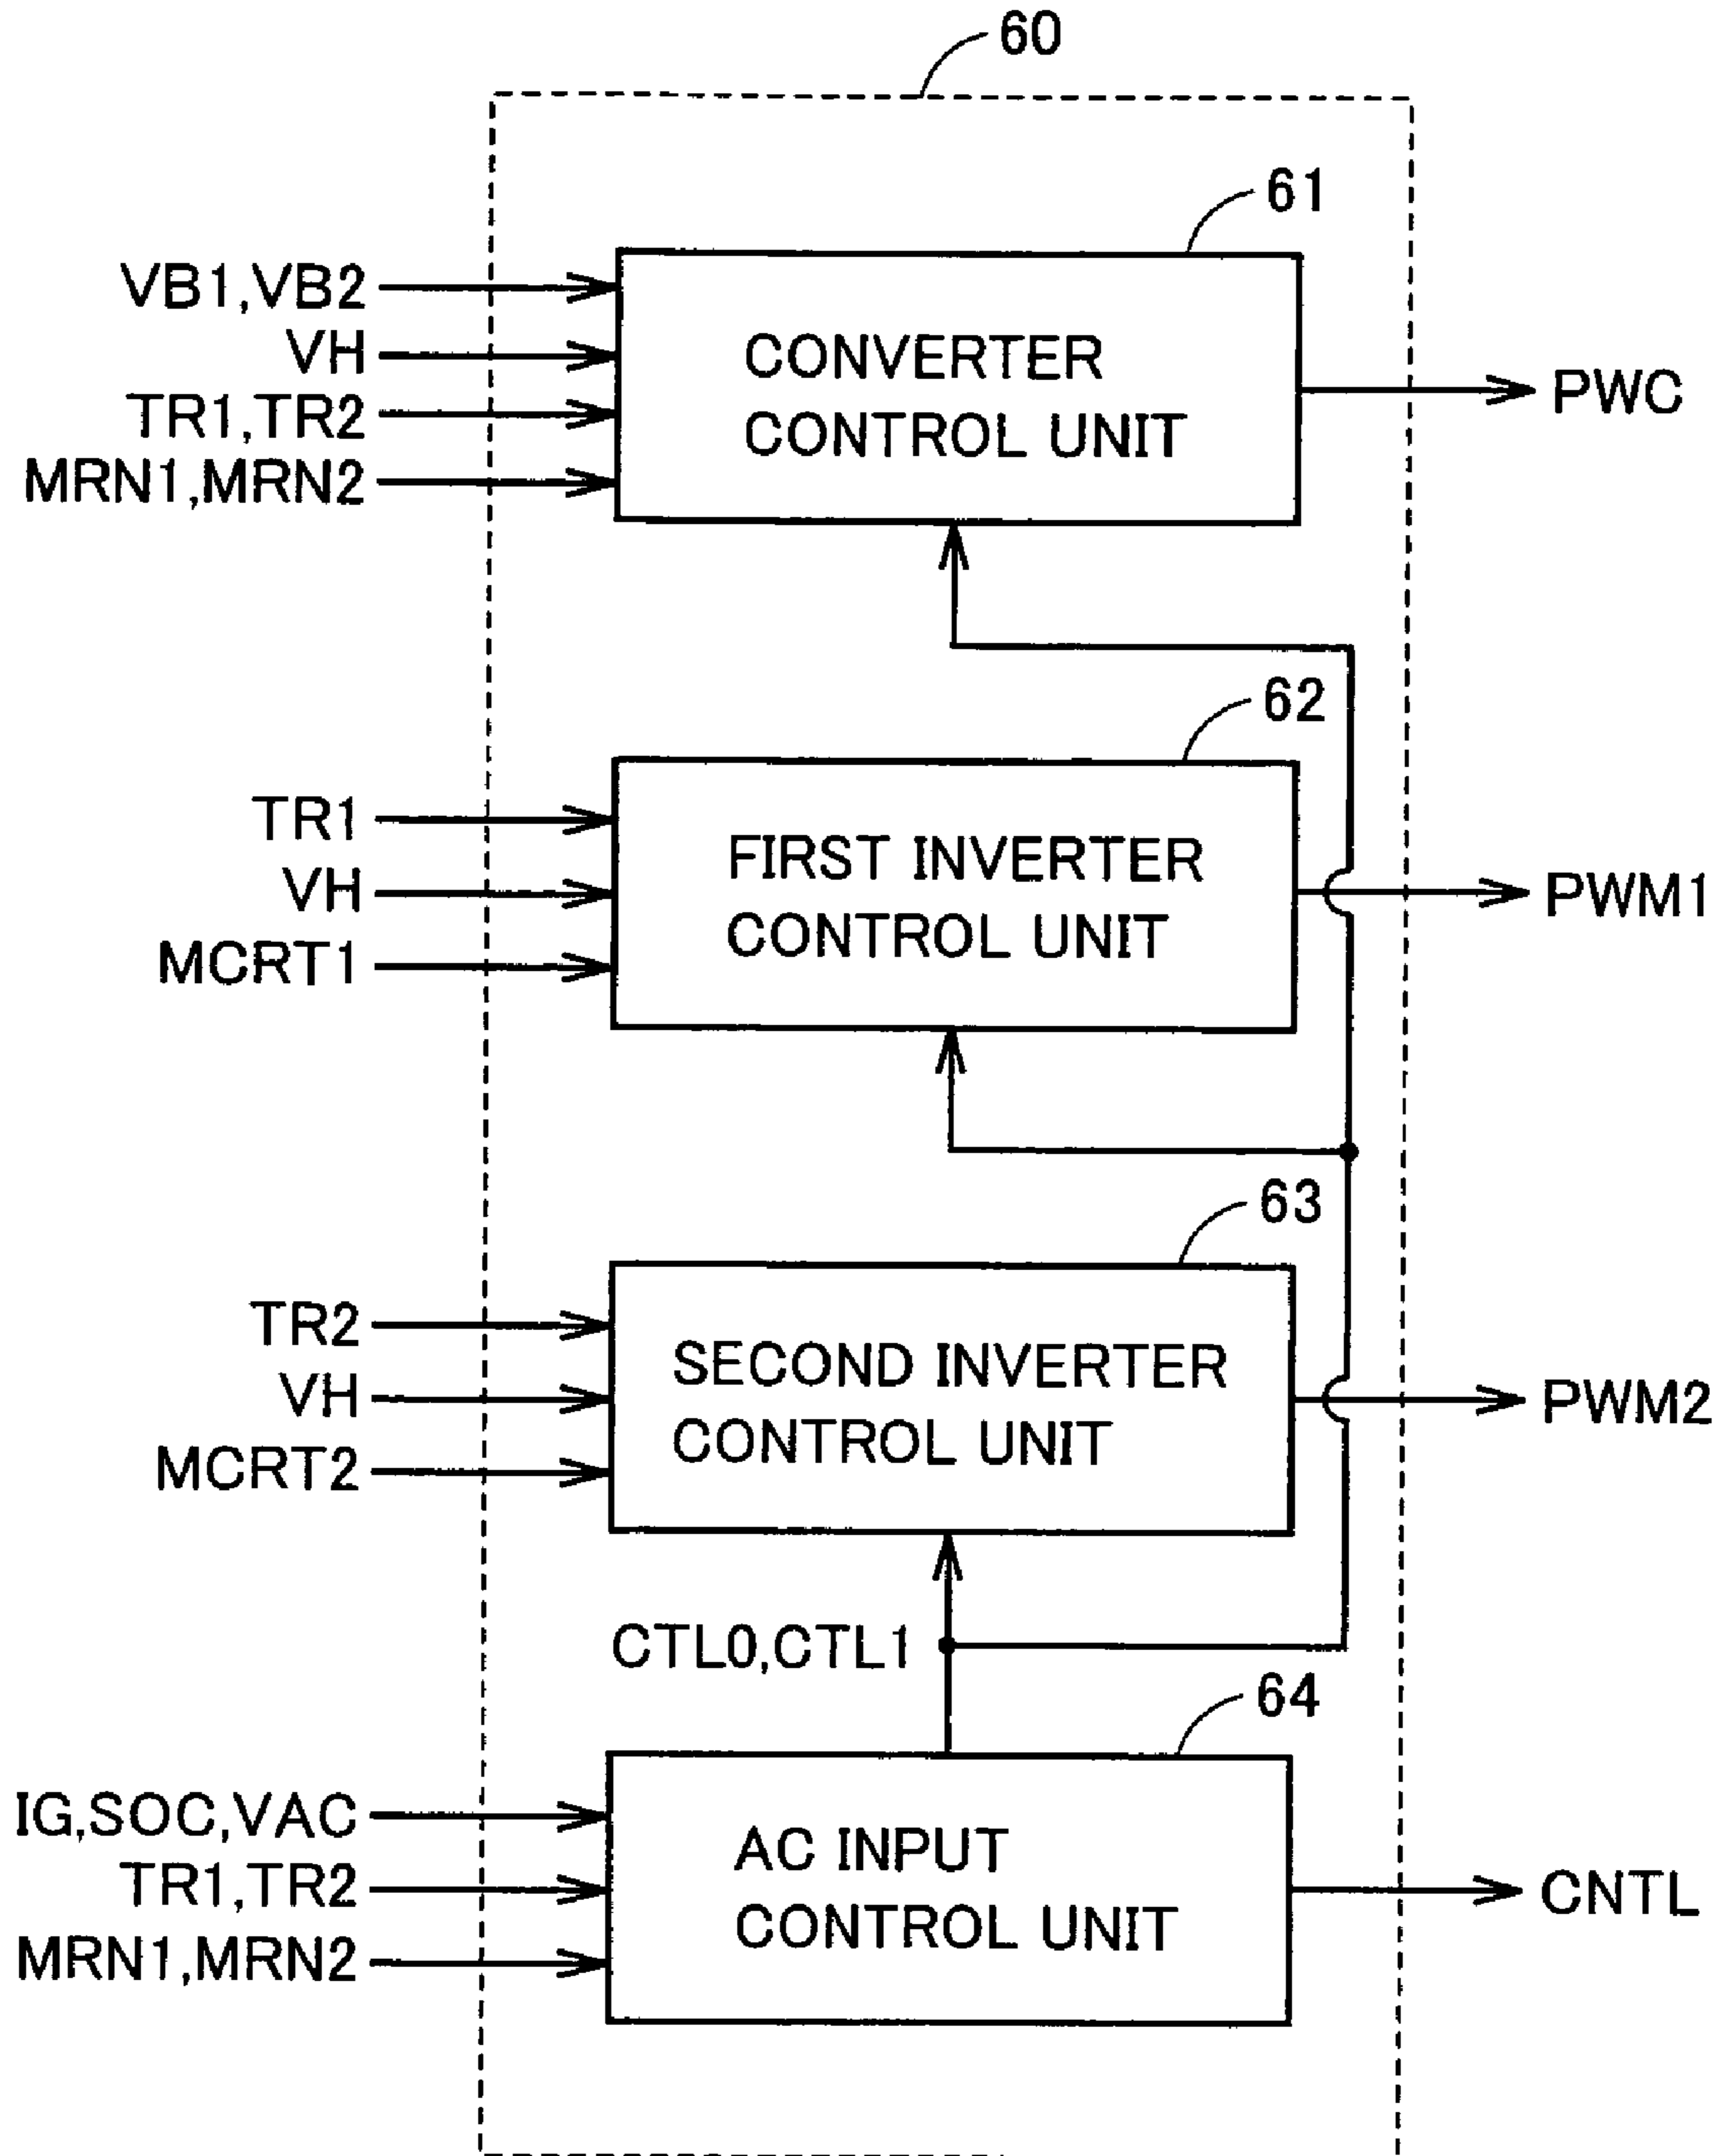 60
61
VB1,VB2
VH
TR1,TR2
MRN1,MRN2
CONVERTER
CONTROL UNIT
PWC
62
TR1
VH
MCRT1
FIRST INVERTER
CONTROL UNIT
PWM1
63
TR2
VH
MCRT2
SECOND INVERTER
CONTROL UNIT
PWM2
CTL0,CTL1
64
IG,SOC,VAC
TR1,TR2
MRN1,MRN2
AC INPUT
CONTROL UNIT
CNTL